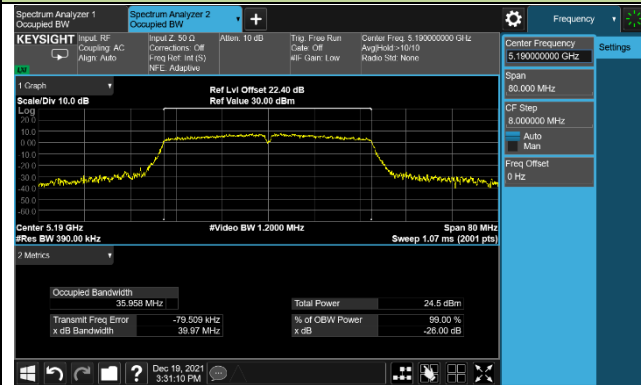 Spectrum Analyzer 1
Occupied BW
Spectrum Analyzer 2
Occupied BW
+
Frequency
KEYSIGHT
Input: RF
Coupling: AC
Align: Auto
Input Z: 50 Ω
Corrections: Off
Freq Ref: Int (S)
NFE: Adaptive
Atten: 10 dB
Trig: Free Run
Gate: Off
#IF Gain: Low
Center Freq: 5.190000000 GHz
Avg|Hold:>10/10
Radio Std: None
Center Frequency
5.190000000 GHz
Settings
Span
80.000 MHz
CF Step
8.000000 MHz
Auto
Man
Freq Offset
0 Hz
1 Graph
Scale/Div 10.0 dB
Ref Lvl Offset 22.40 dB
Ref Value 30.00 dBm
Log
20.0
10.0
0.00
-10.0
-20.0
-30.0
-40.0
-50.0
-60.0
Center 5.19 GHz
#Res BW 390.00 kHz
#Video BW 1.2000 MHz
Span 80 MHz
Sweep 1.07 ms (2001 pts)
2 Metrics
Occupied Bandwidth
35.958 MHz
Total Power
24.5 dBm
Transmit Freq Error
-79.509 kHz
% of OBW Power
99.00 %
x dB Bandwidth
39.97 MHz
x dB
-26.00 dB
?
Dec 19, 2021
3:31:10 PM